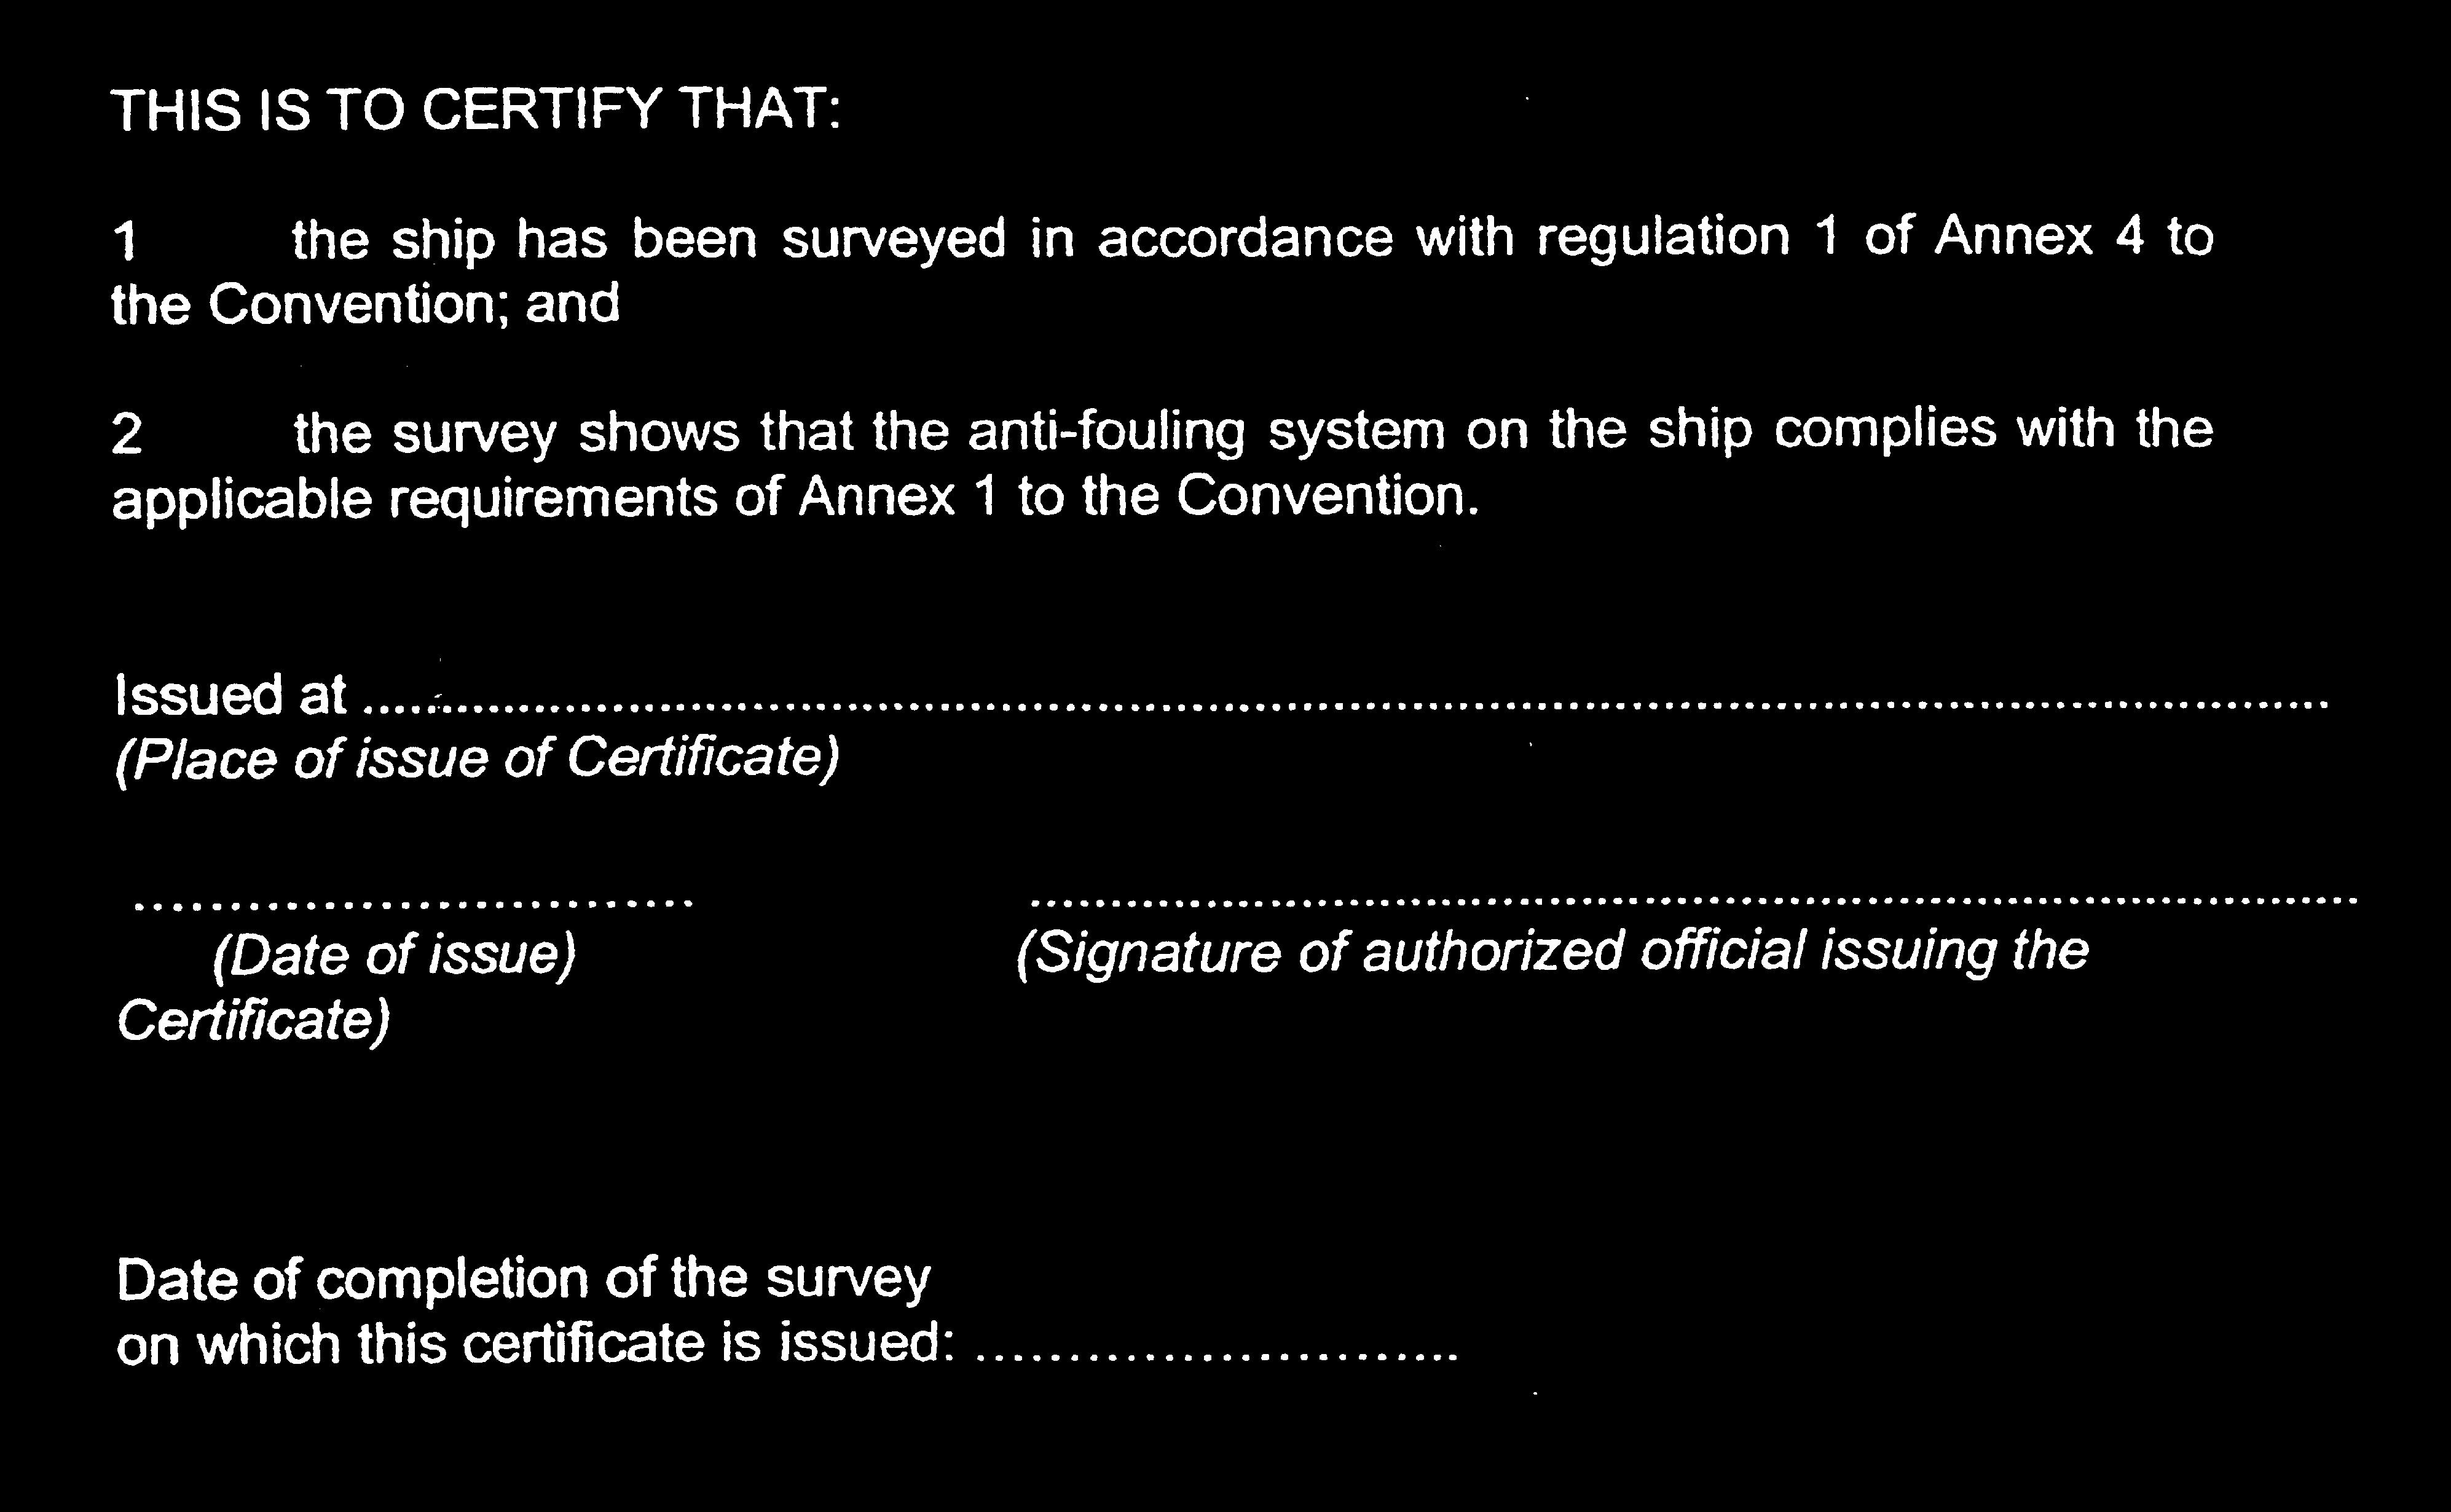 THIS IS TO CERTIFY THAT:
1 the ship has been surveyed in accordance with regulation 1 of Annex 4 to
the Convention; and
2 the survey shows that the anti-fouling system on the ship complies with the
applicable requirements of Annex 1 to the Convention.
Issued at ........................................................................................................................
(Place of issue of Certificate)
.............................. ....................................................................................
(Date of issue) (Signature of authorized official issuing the
Certificate)
Date of completion of the survey
on which this certificate is issued: ..........................